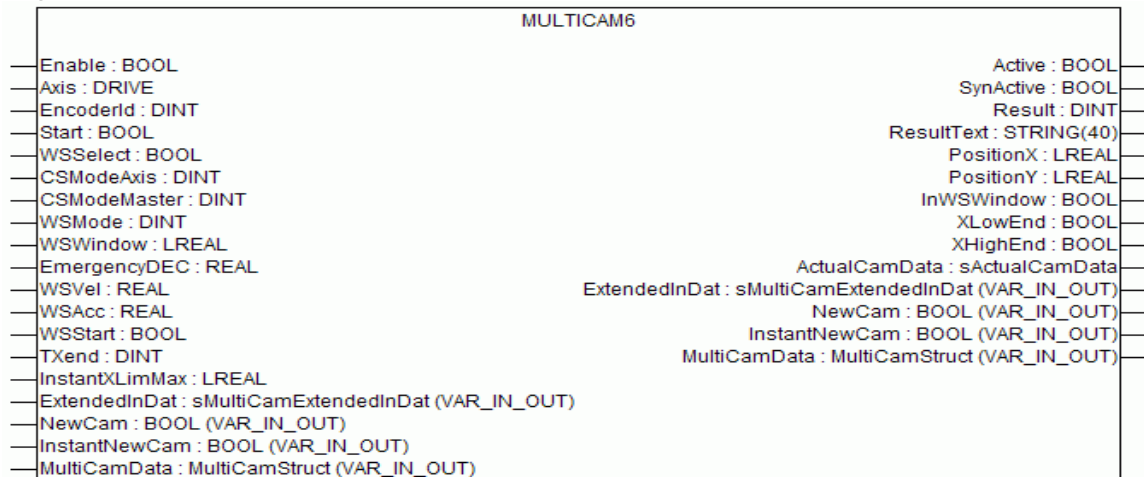 MULTICAM6
Enable : BOOL
Active : BOOL
Axis : DRIVE
SynActive : BOOL
EncoderId : DINT
Result : DINT
Start : BOOL
ResultText : STRING(40)
WSSelect : BOOL
PositionX : LREAL
CSModeAxis : DINT
PositionY : LREAL
CSModeMaster : DINT
InWSWindow : BOOL
WSMode : DINT
XLowEnd : BOOL
WSWindow : LREAL
XHighEnd : BOOL
EmergencyDEC : REAL
ActualCamData : sActualCamData
WSVel : REAL
ExtendedInDat : sMultiCamExtendedInDat (VAR_IN_OUT)
WSAcc : REAL
NewCam : BOOL (VAR_IN_OUT)
WSStart : BOOL
InstantNewCam : BOOL (VAR_IN_OUT)
TXend : DINT
MultiCamData : MultiCamStruct (VAR_IN_OUT)
InstantXLimMax : LREAL
ExtendedInDat : sMultiCamExtendedInDat (VAR_IN_OUT)
NewCam : BOOL (VAR_IN_OUT)
InstantNewCam : BOOL (VAR_IN_OUT)
MultiCamData : MultiCamStruct (VAR_IN_OUT)